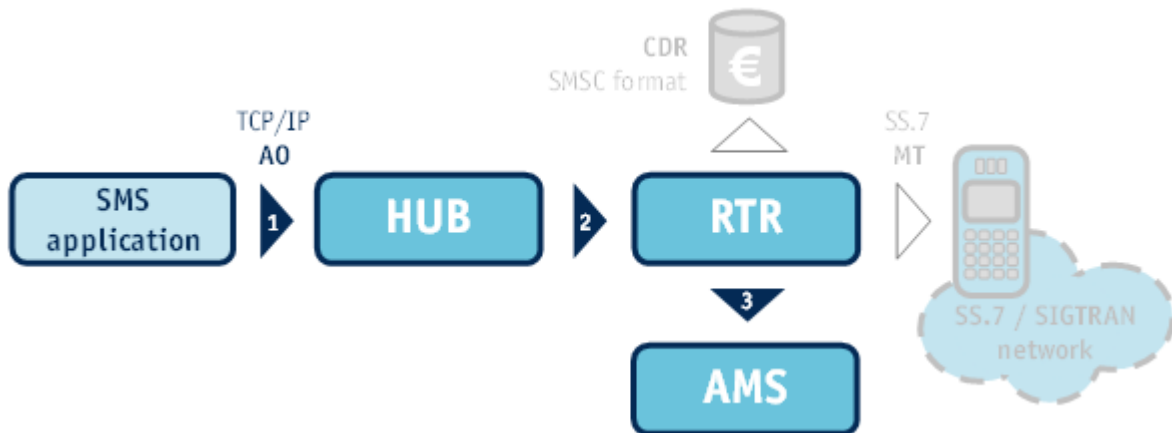 CDR
SMSC format
€
TCP/IP
AO
SS.7
MT
SMS
application
1
HUB
2
RTR
3
SS.7 / SIGTRAN
network
AMS